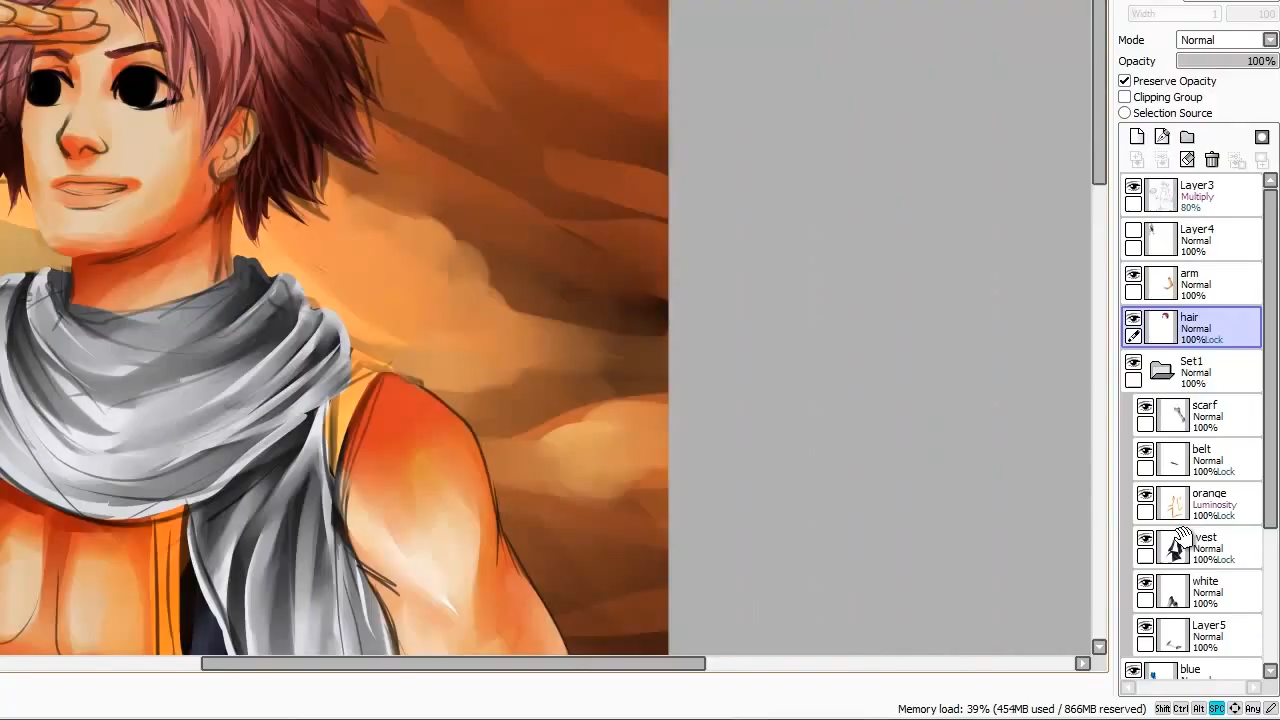 Width 1 100
Mode Normal
Opacity 100%
Preserve Opacity
Clipping Group
Selection Source
Layer3
Multiply
80%
Layer4
Normal
100%
arm
Normal
100%
hair
Normal
100%Lock
Set1
Normal
100%
scarf
Normal
100%
belt
Normal
100%Lock
orange
Luminosity
100%Lock
vest
Normal
100%Lock
white
Normal
100%
Layer5
Normal
100%
blue
Memory load: 39% (454MB used / 866MB reserved) Shift Ctrl Alt SPC Any